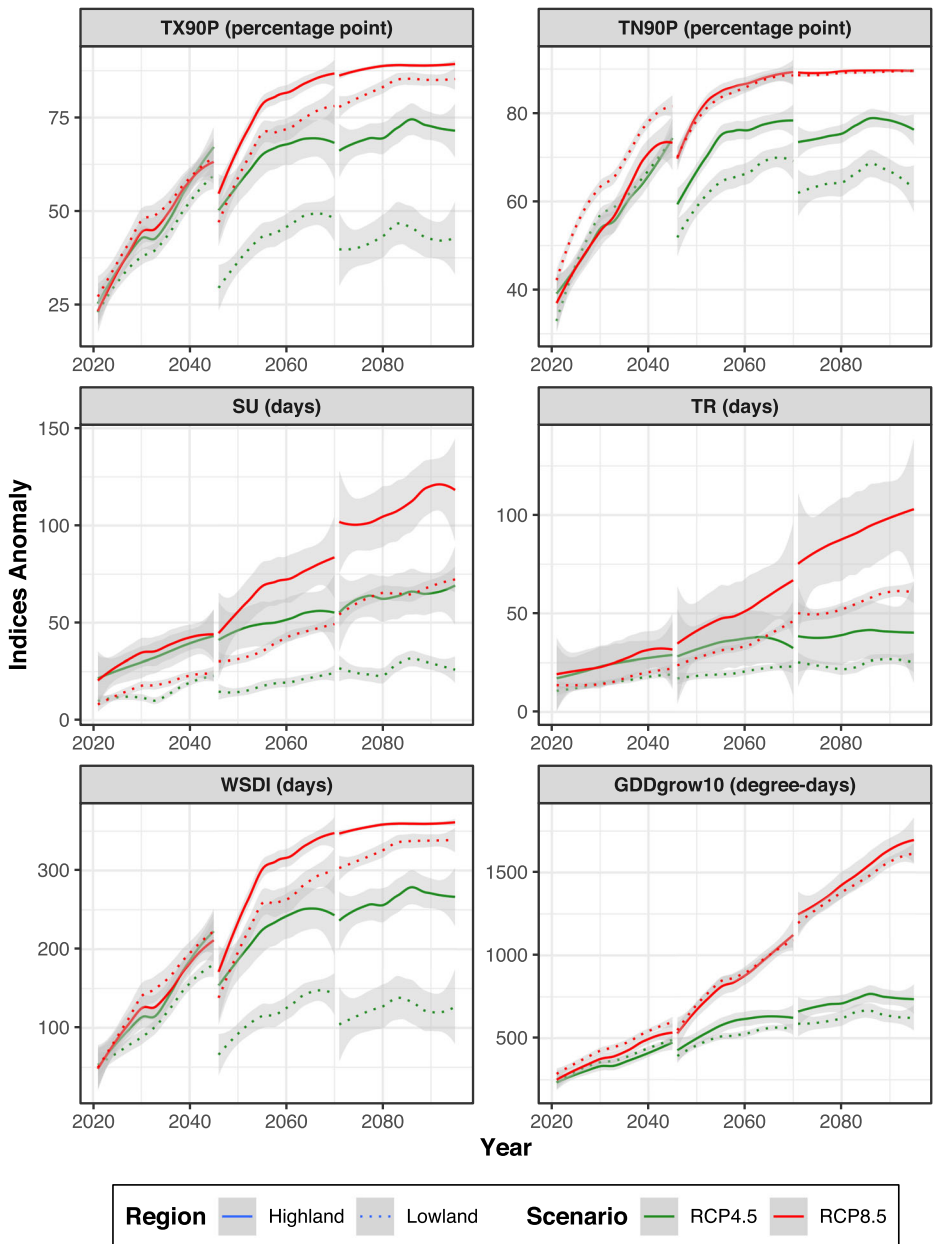 TX90P (percentage point) TN90P (percentage point)
75
50
25
80
60
40
2020 2040 2060 2080 2020 2040 2060 2080
SU (days) TR (days)
150
100
50
0
100
50
0
2020 2040 2060 2080 2020 2040 2060 2080
Indices Anomaly
WSDI (days) GDDgrow10 (degree-days)
300
200
100
1500
1000
500
2020 2040 2060 2080 2020 2040 2060 2080
Year
Region Highland Lowland Scenario RCP4.5 RCP8.5